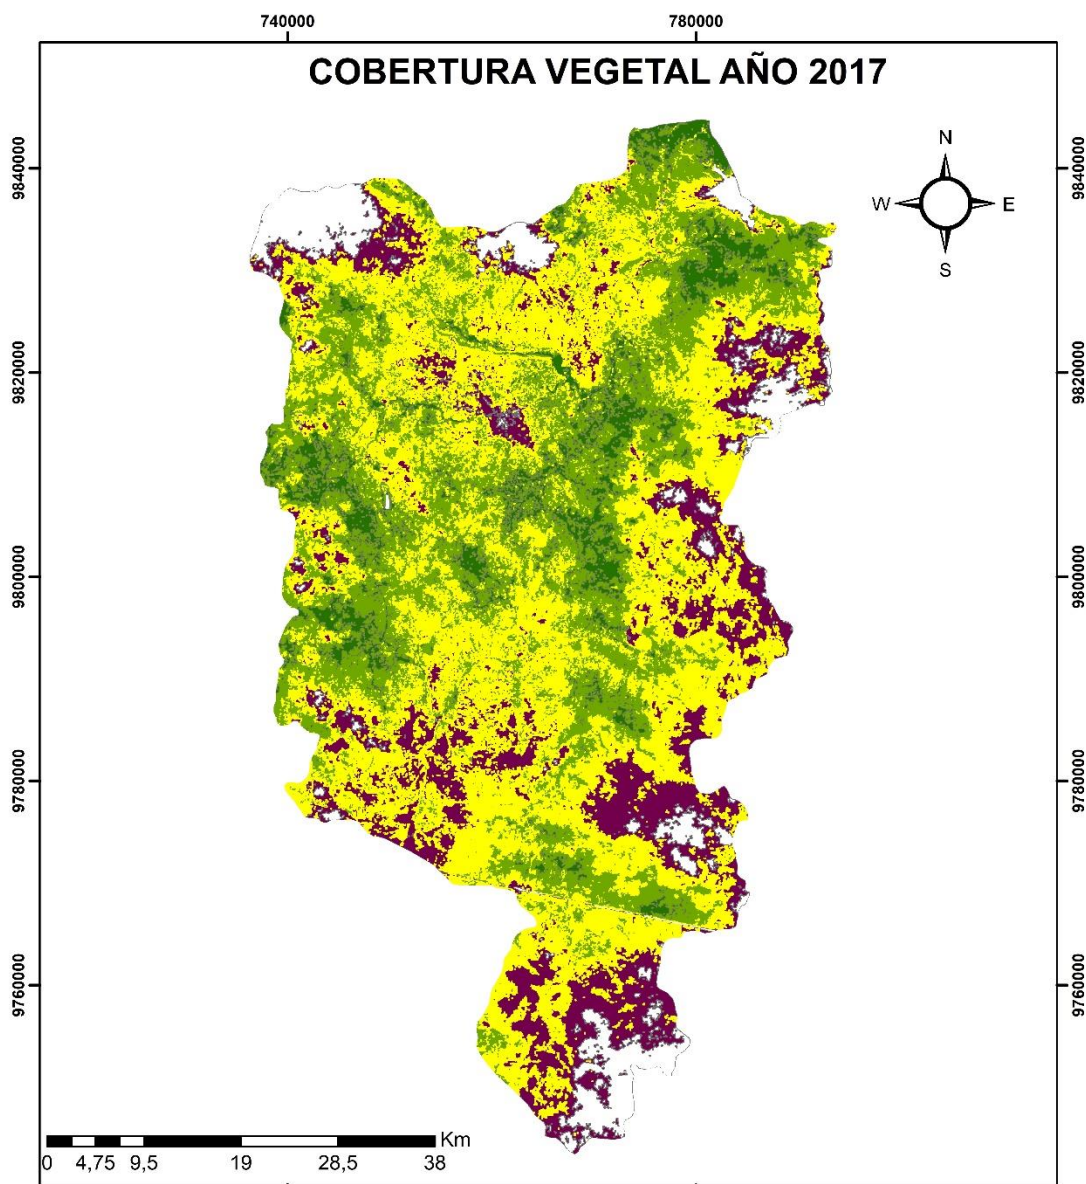 740000 780000
COBERTURA VEGETAL AÑO 2017
N
W E
S
9840000 9840000
9820000 9820000
9800000 9800000
9780000 9780000
9760000 9760000
Km
0 4,75 9,5 19 28,5 38